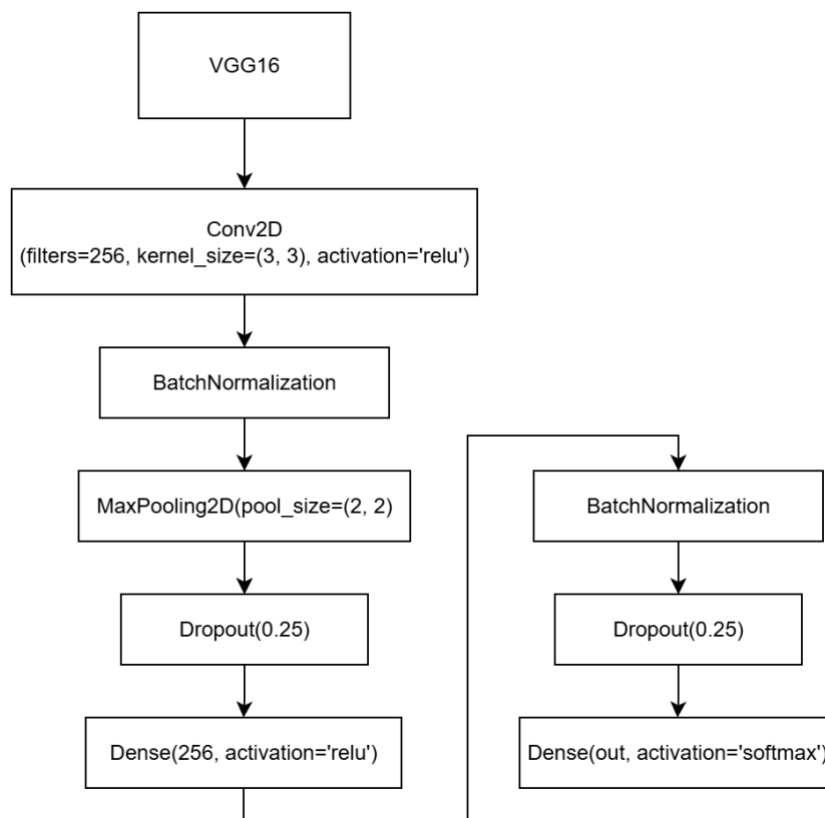 VGG16
Conv2D
(filters=256, kernel_size=(3, 3), activation='relu')
BatchNormalization
MaxPooling2D(pool_size=(2, 2)
Dropout(0.25)
Dense(256, activation='relu')
BatchNormalization
Dropout(0.25)
Dense(out, activation='softmax')